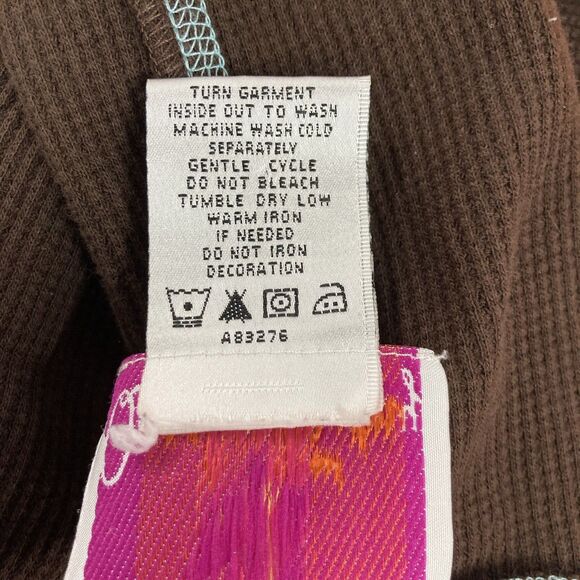 TURN GARMENT
INSIDE OUT TO WASH
MACHINE WASH COLD
SEPARATELY
GENTLE CYCLE
DO NOT BLEACH
TUMBLE DRY LOW
WARM IRON
IF NEEDED
DO NOT IRON
DECORATION
A83276